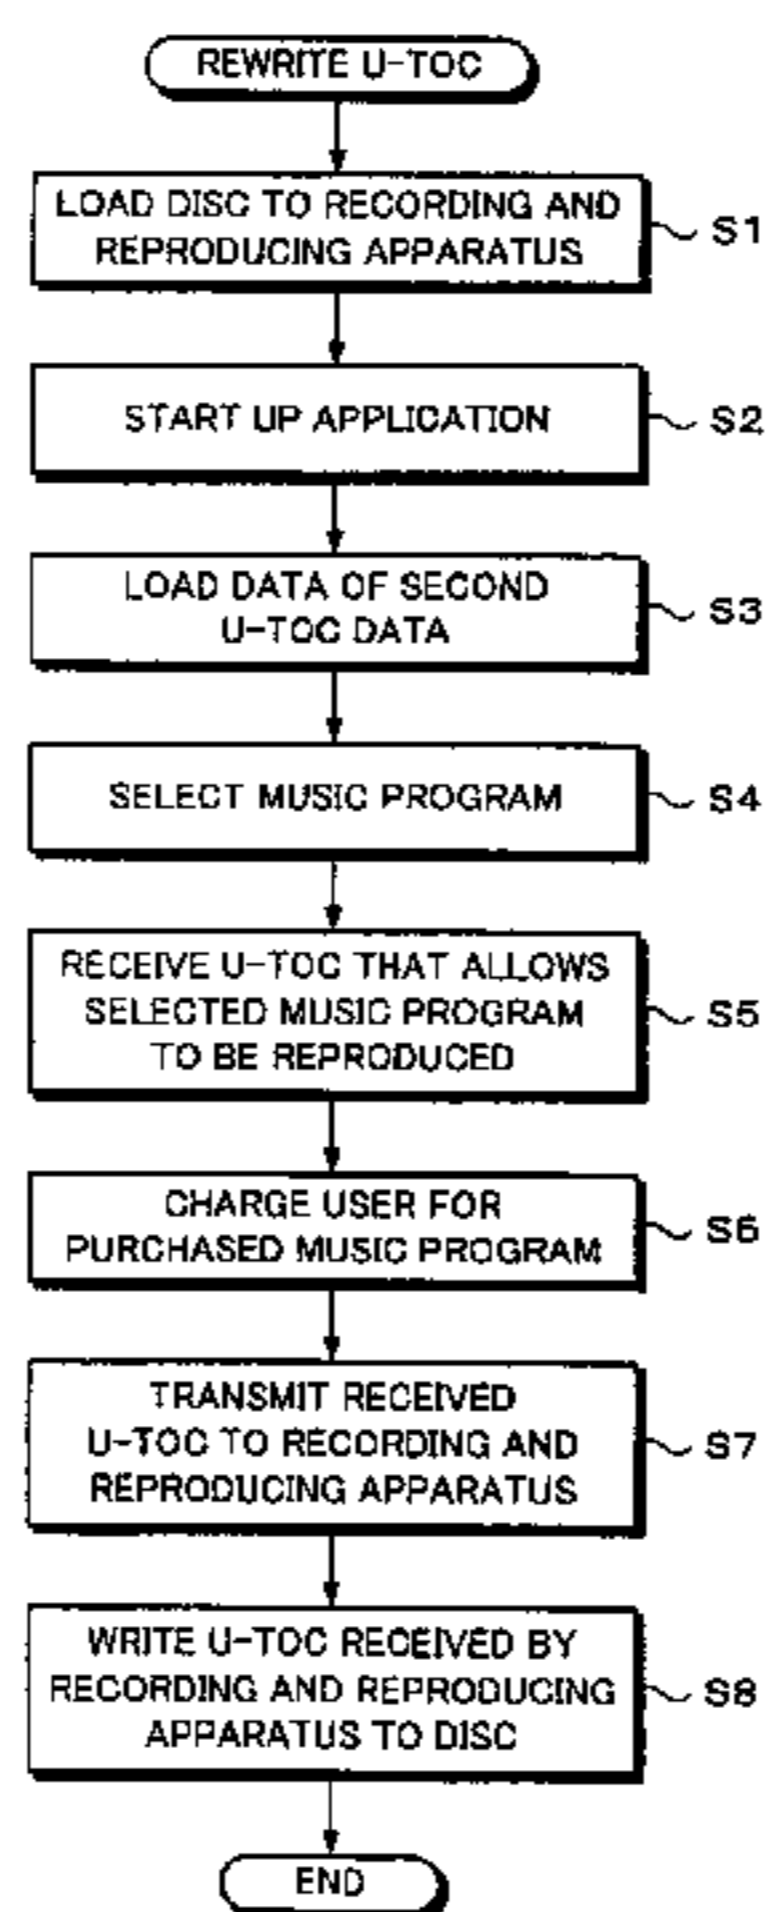 REWRITE U-TOC
LOAD DISC TO RECORDING AND
REPRODUCING APPARATUS
S1
START UP APPLICATION
S2
LOAD DATA OF SECOND
U-TOC DATA
S3
SELECT MUSIC PROGRAM
S4
RECEIVE U-TOC THAT ALLOWS
SELECTED MUSIC PROGRAM
TO BE REPRODUCED
S5
CHARGE USER FOR
PURCHASED MUSIC PROGRAM
S6
TRANSMIT RECEIVED
U-TOC TO RECORDING AND
REPRODUCING APPARATUS
S7
WRITE U-TOC RECEIVED BY
RECORDING AND REPRODUCING
APPARATUS TO DISC
S8
END